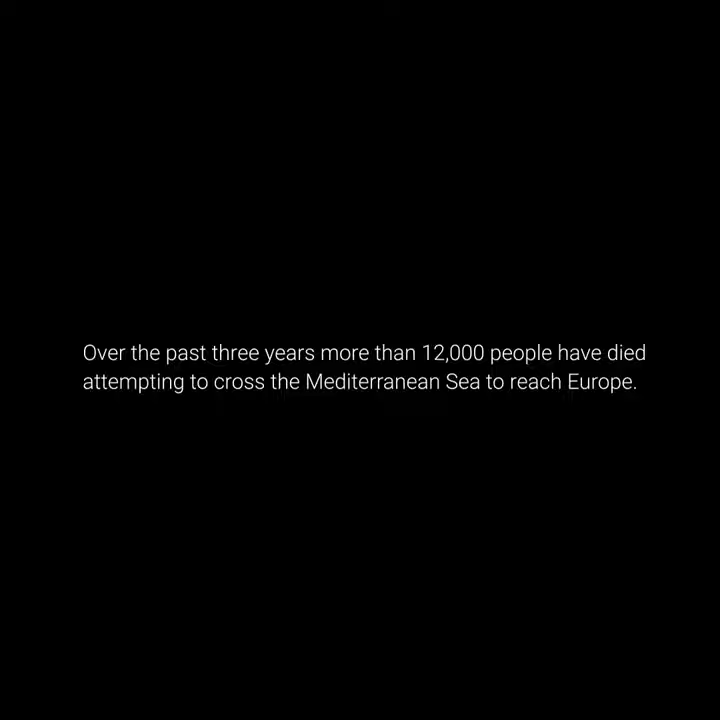 Over the past three years more than 12,000 people have died
attempting to cross the Mediterranean Sea to reach Europe.